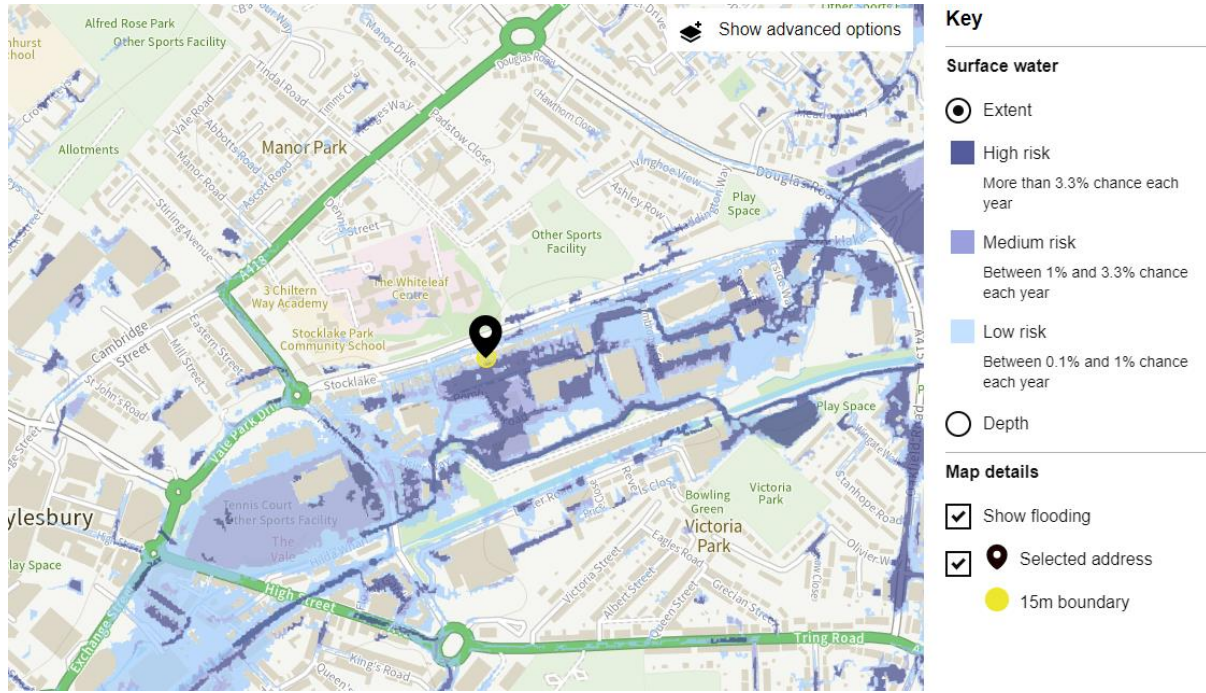 Alfred Rose Park
Other Sports Facility
Show advanced options
Manor Drive
Tindal Road
Vale Road
Abbotts Road
Ascott Road
Manor Road
Padstow Close
Hawthorn Close
Douglas Road
Manor Park
Allotments
Stirling Avenue
Ashley Row
Play
Space
Other Sports
Facility
A418
3 Chiltern
Way Academy
The Whiteleaf
Centre
Stocklake Park
Community School
Cambridge
Street
Eastern Street
Mill Street
St John's Road
Stocklake
Vale Park Drive
Play Space
Tennis Court
Other Sports Facility
The
Vale
ylesbury
Bowling
Green
Victoria
Park
Victoria
Park
Stanhope Road
Eagles Road
Victoria Street
Albert Street
Queen Street
Grecian Street
High Street
Exchange Street
King's Road
Tring Road
Key
Surface water
Extent
High risk
More than 3.3% chance each
year
Medium risk
Between 1% and 3.3% chance
each year
Low risk
Between 0.1% and 1% chance
each year
Depth
Map details
Show flooding
Selected address
15m boundary